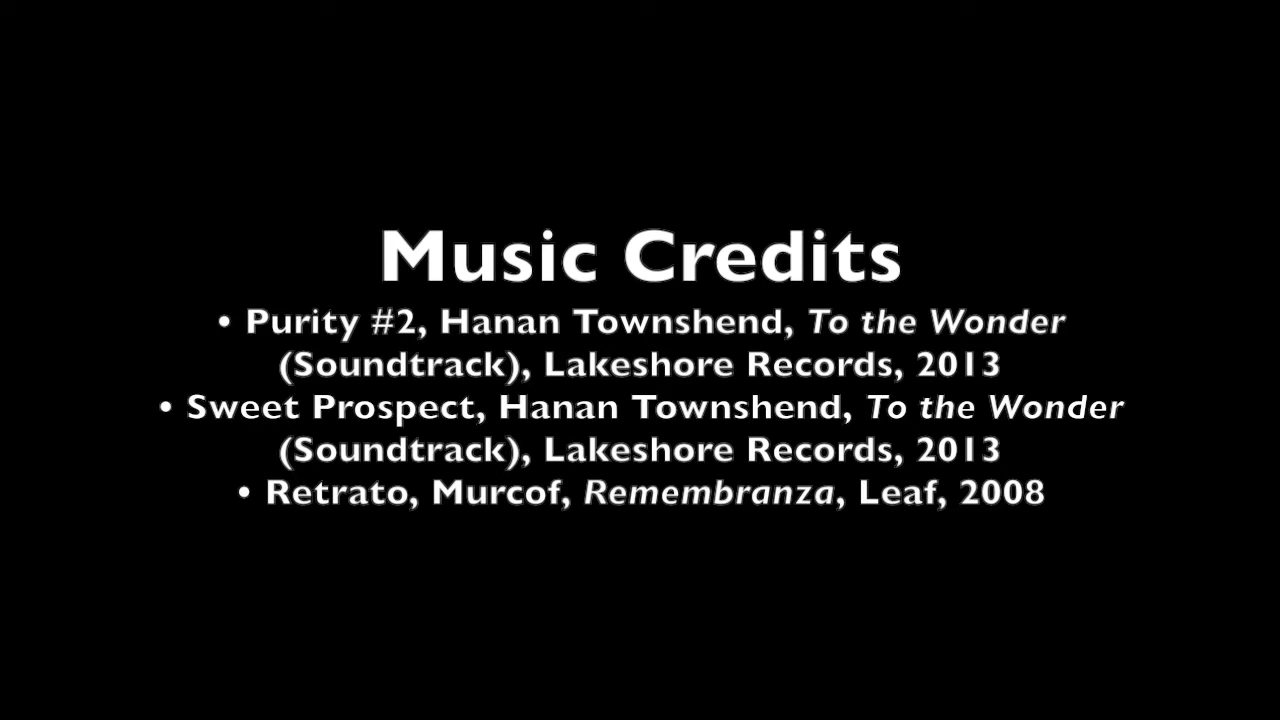 Music Credits
• Purity #2, Hanan Townshend, To the Wonder
(Soundtrack), Lakeshore Records, 2013
• Sweet Prospect, Hanan Townshend, To the Wonder
(Soundtrack), Lakeshore Records, 2013
• Retrato, Murcof, Remembranza, Leaf, 2008